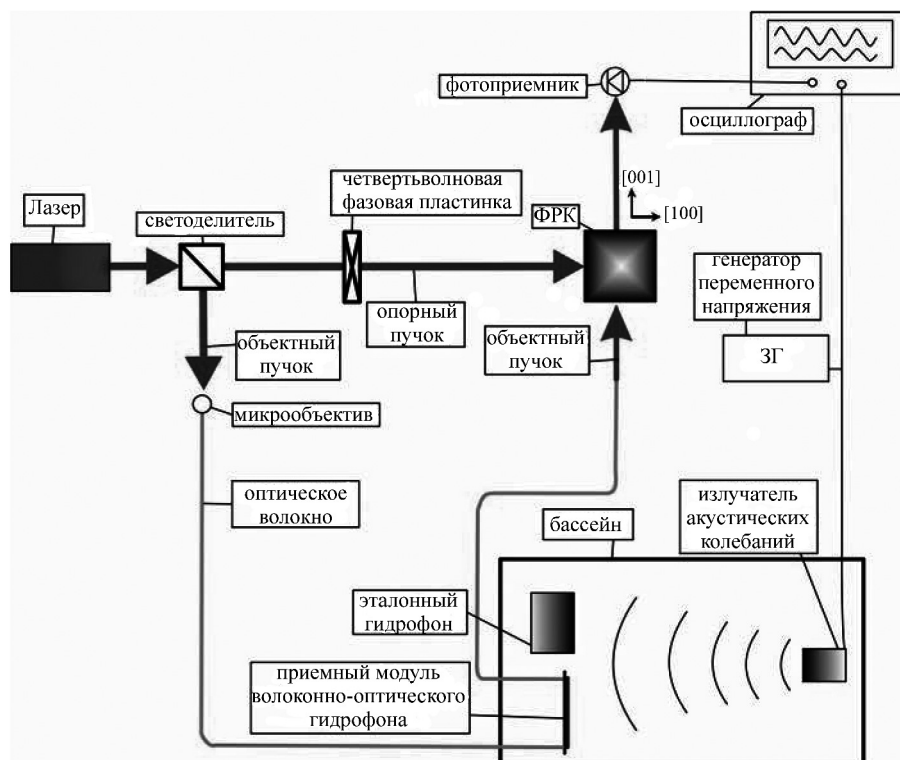 фотоприемник
осциллограф
[001]
[100]
четвертьволновая
фазовая пластинка
ФРК
Лазер
светоделитель
генератор
переменного
напряжения
опорный
пучок
объектный
пучок
объектный
пучок
ЗГ
микрообъектив
оптическое
волокно
бассейн
излучатель
акустических
колебаний
эталонный
гидрофон
приемный модуль
волоконно-оптического
гидрофона